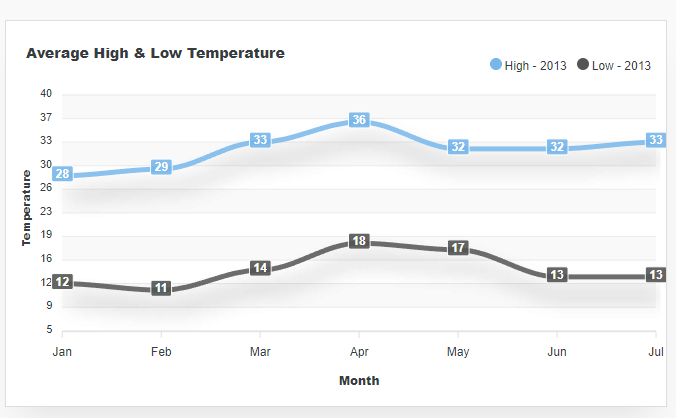 Average High & Low Temperature
High - 2013 Low - 2013
40
37
33
30
26
23
19
16
12
9
5
Temperature
28 29 33 36 32 32 33
12 11 14 18 17 13 13
Jan Feb Mar Apr May Jun Jul
Month